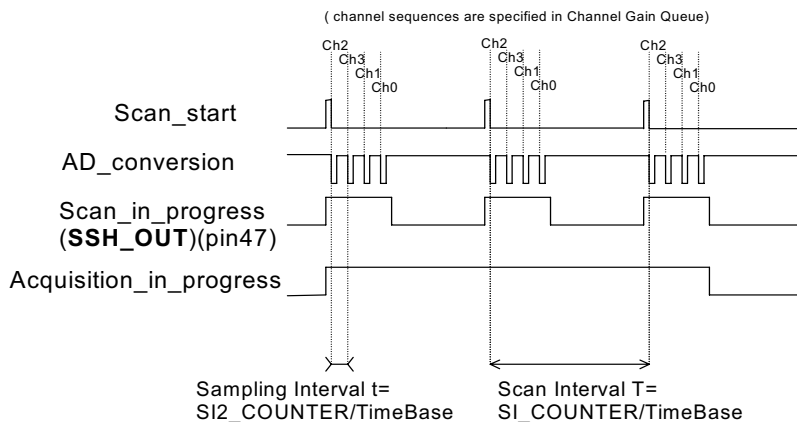 ( channel sequences are specified in Channel Gain Queue)
Ch2
Ch3
Ch1
Ch0
Ch2
Ch3
Ch1
Ch0
Ch2
Ch3
Ch1
Ch0
Scan_start
AD_conversion
Scan_in_progress
(SSH_OUT)(pin47)
Acquisition_in_progress
Sampling Interval t=
SI2_COUNTER/TimeBase
Scan Interval T=
SI_COUNTER/TimeBase